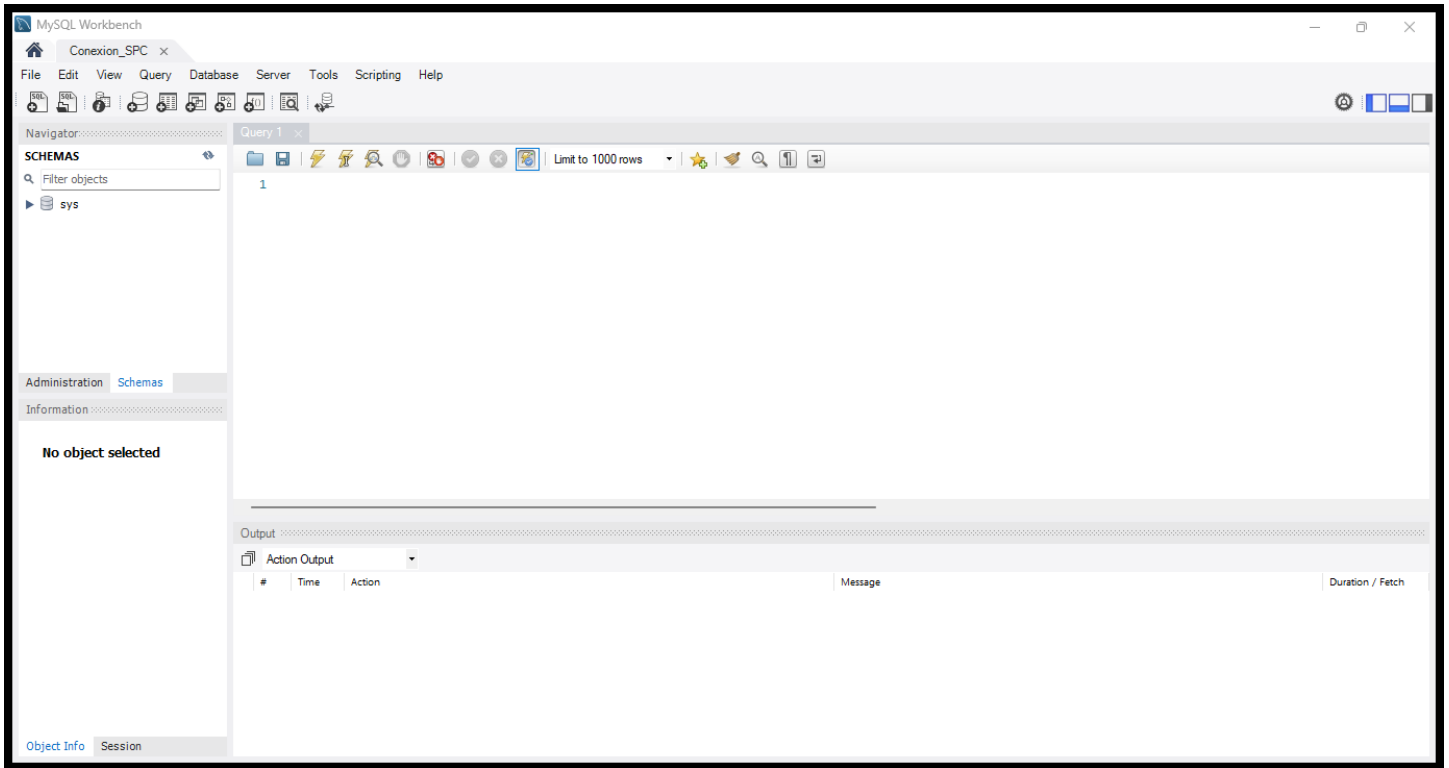 MySQL Workbench
Conexion_SPC
File Edit View Query Database Server Tools Scripting Help
Navigator
Query 1
SCHEMAS
Limit to 1000 rows
Filter objects
1
sys
Administration Schemas
Information
No object selected
Output
Action Output
# Time Action Message Duration / Fetch
Object Info Session